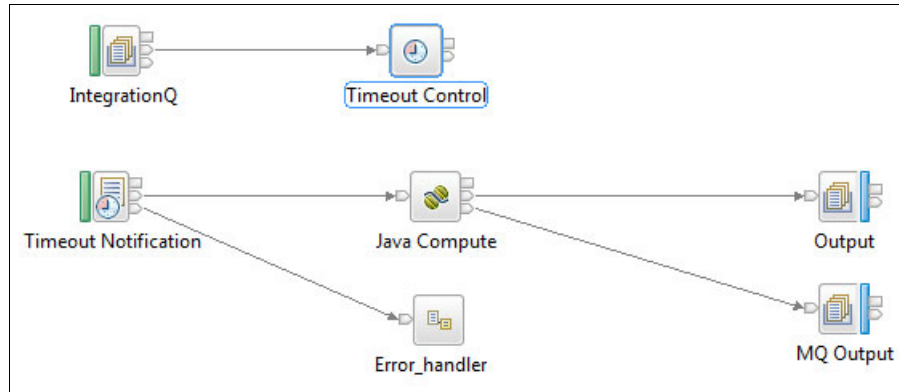 IntegrationQ
Timeout Control
Timeout Notification
Java Compute
Output
Error_handler
MQ Output